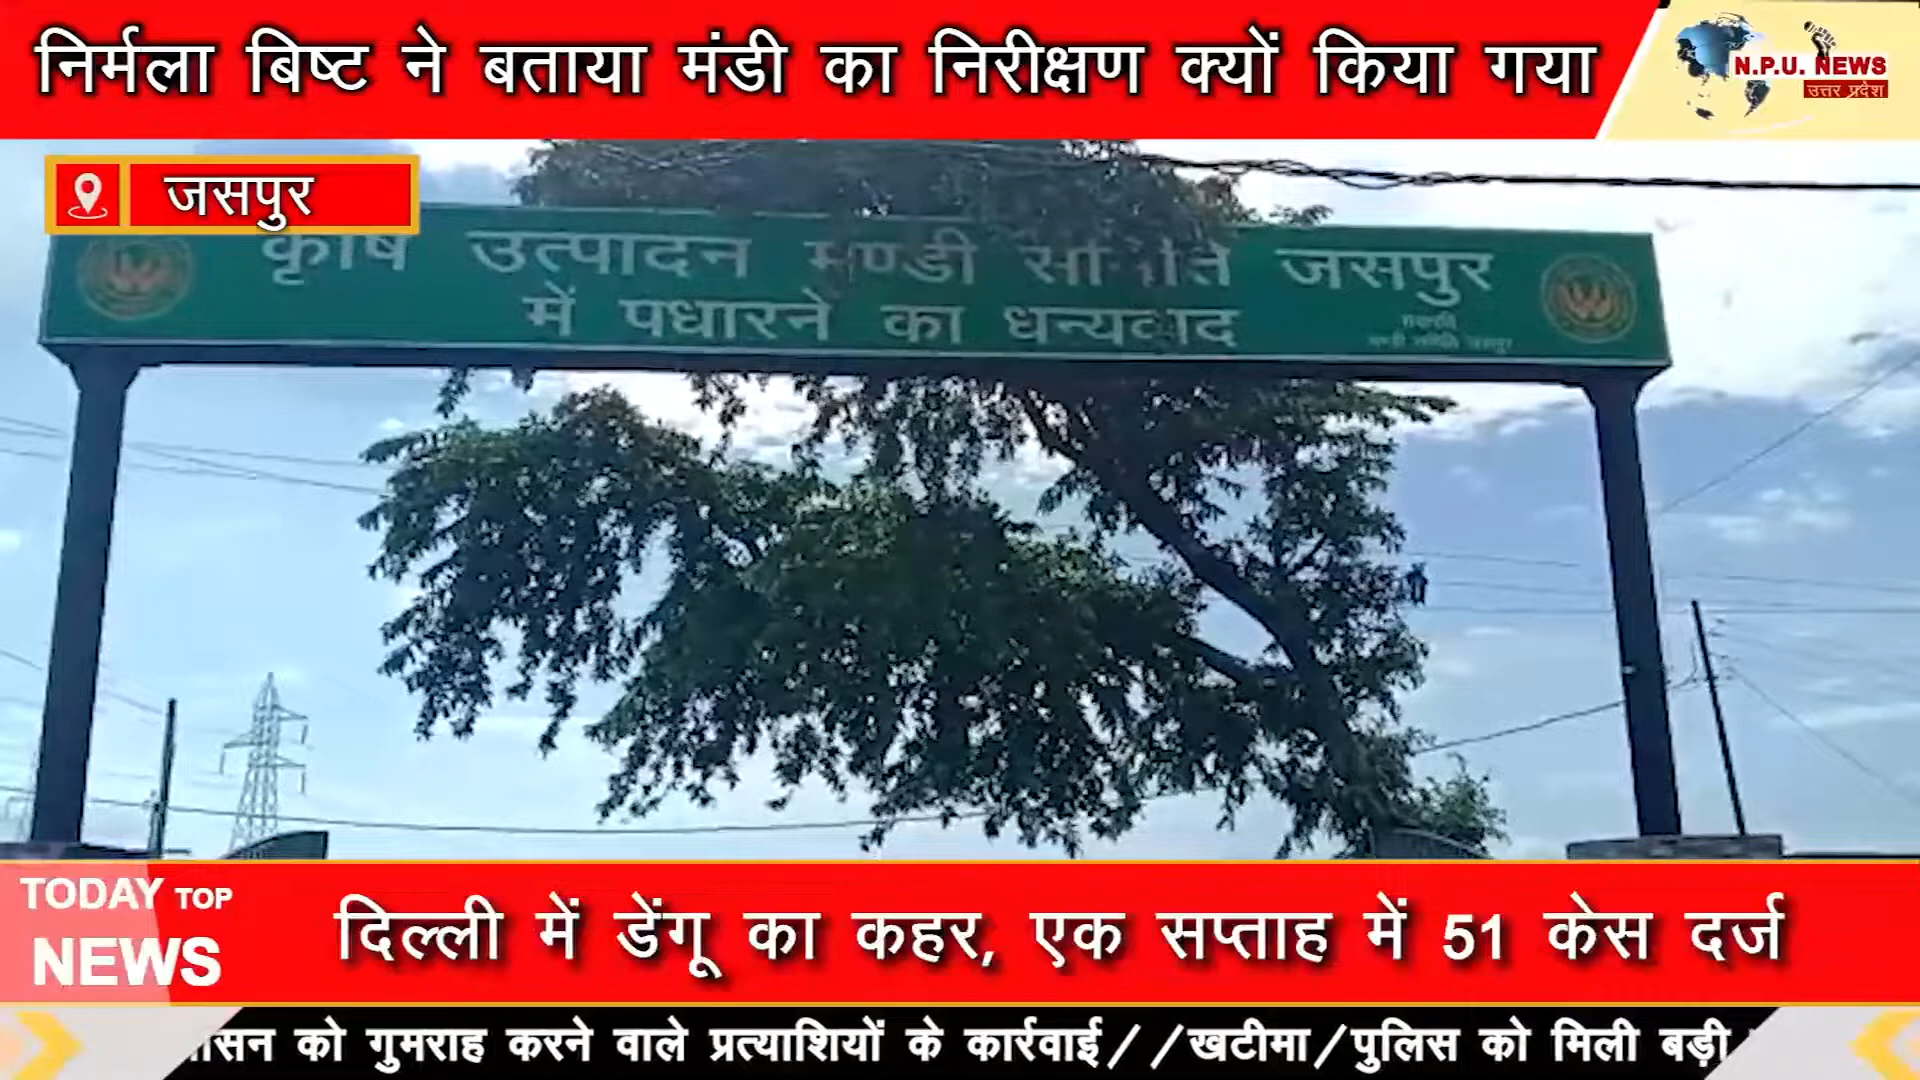 निर्मला बिष्ट ने बताया मंडी का निरीक्षण क्यों किया गया
N.P.U. NEWS
उत्तर प्रदेश
जसपुर
कृषि उत्पादन मण्डी समिति जसपुर
में पधारने का धन्यवाद
TODAY TOP
NEWS
दिल्ली में डेंगू का कहर, एक सप्ताह में 51 केस दर्ज
को गुमराह करने वाले प्रत्याशियों के कार्रवाई//खटीमा/पुलिस को मिली बड़ी